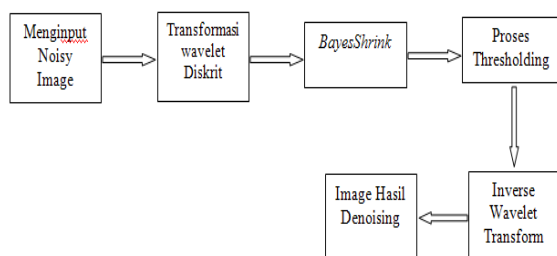 Menginput
Noisy
Image
Transformasi
wavelet
Diskrit
BayesShrink
Proses
Thresholding
Inverse
Wavelet
Transform
Image Hasil
Denoising